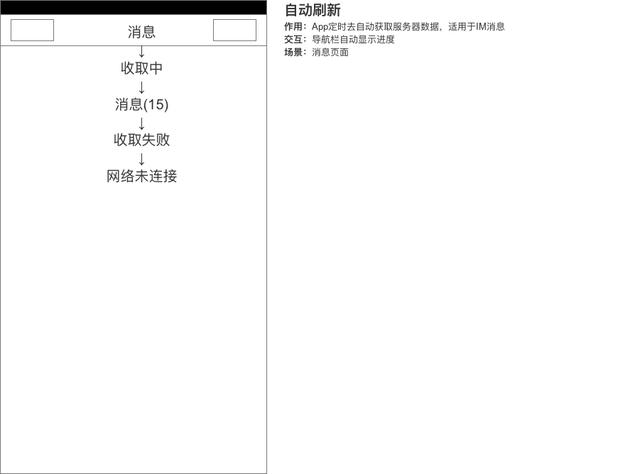 消息
↓
收取中
↓
消息(15)
↓
收取失败
↓
网络未连接
自动刷新
作用：App定时去自动获取服务器数据，适用于IM消息
交互：导航栏自动显示进度
场景：消息页面